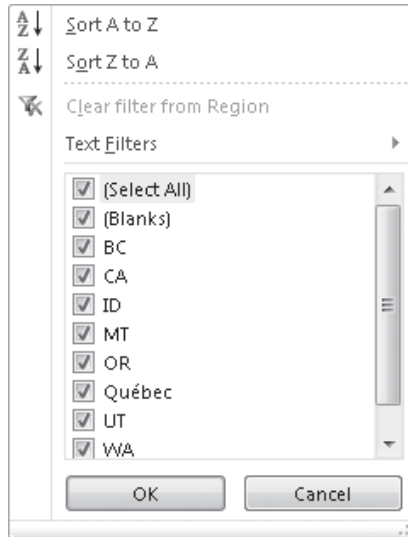 Sort A to Z
Sort Z to A
Clear filter from Region
Text Filters
(Select All)
(Blanks)
BC
CA
ID
MT
OR
Québec
UT
WA
OK
Cancel